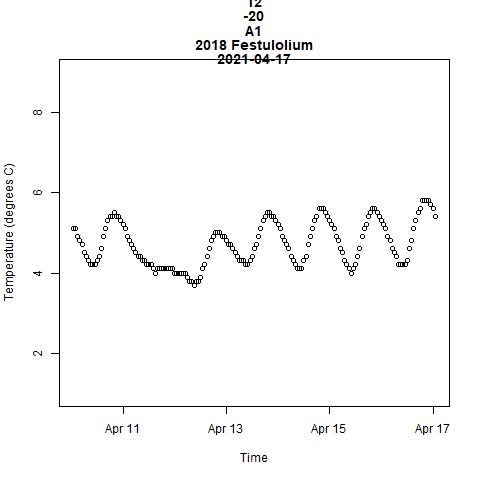 12
-20
A1
2018 Festulolium
2021-04-17
8
6
4
2
Temperature (degrees C)
Apr 11
Apr 13
Apr 15
Apr 17
Time